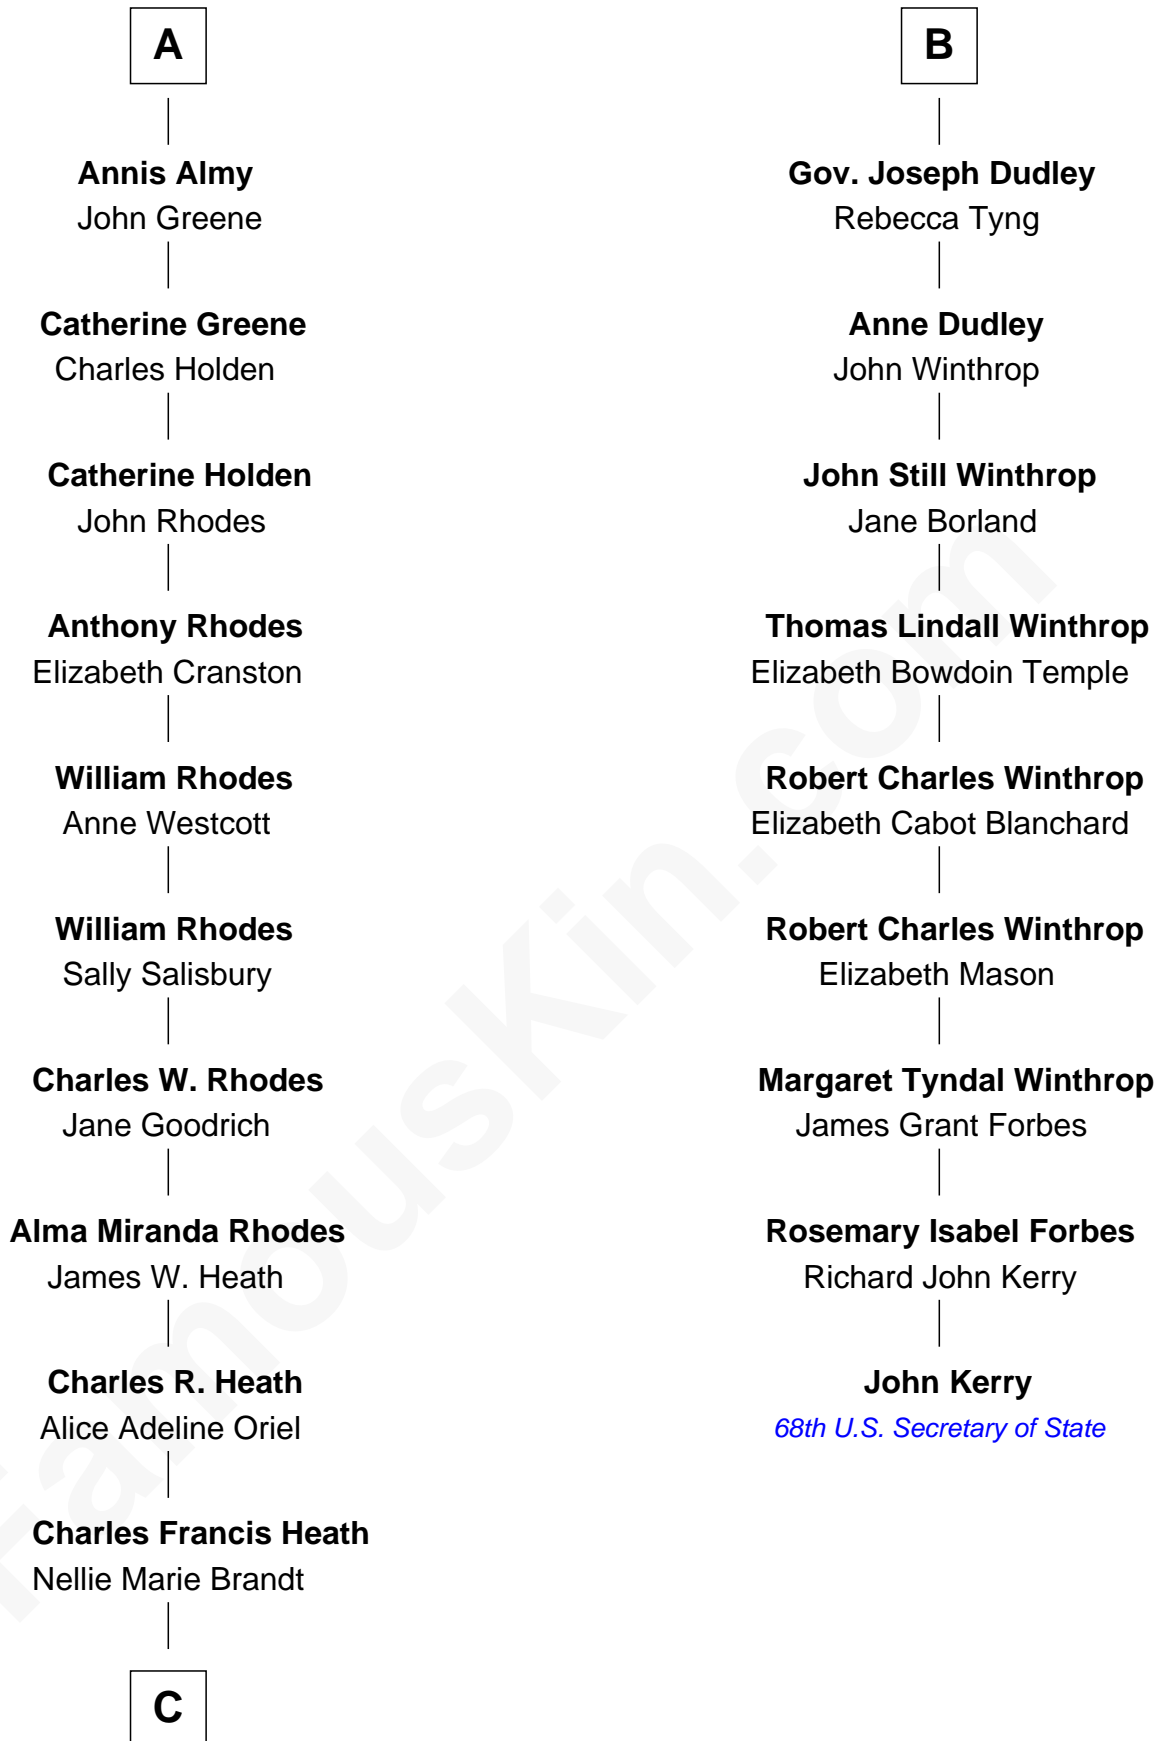 A
Annis Almy
John Greene
Catherine Greene
Charles Holden
Catherine Holden
John Rhodes
Anthony Rhodes
Elizabeth Cranston
William Rhodes
Anne Westcott
William Rhodes
Sally Salisbury
Charles W. Rhodes
Jane Goodrich
Alma Miranda Rhodes
James W. Heath
Charles R. Heath
Alice Adeline Oriel
Charles Francis Heath
Nellie Marie Brandt
C
B
Gov. Joseph Dudley
Rebecca Tyng
Anne Dudley
John Winthrop
John Still Winthrop
Jane Borland
Thomas Lindall Winthrop
Elizabeth Bowdoin Temple
Robert Charles Winthrop
Elizabeth Cabot Blanchard
Robert Charles Winthrop
Elizabeth Mason
Margaret Tyndal Winthrop
James Grant Forbes
Rosemary Isabel Forbes
Richard John Kerry
John Kerry
68th U.S. Secretary of State
FamousKin.com